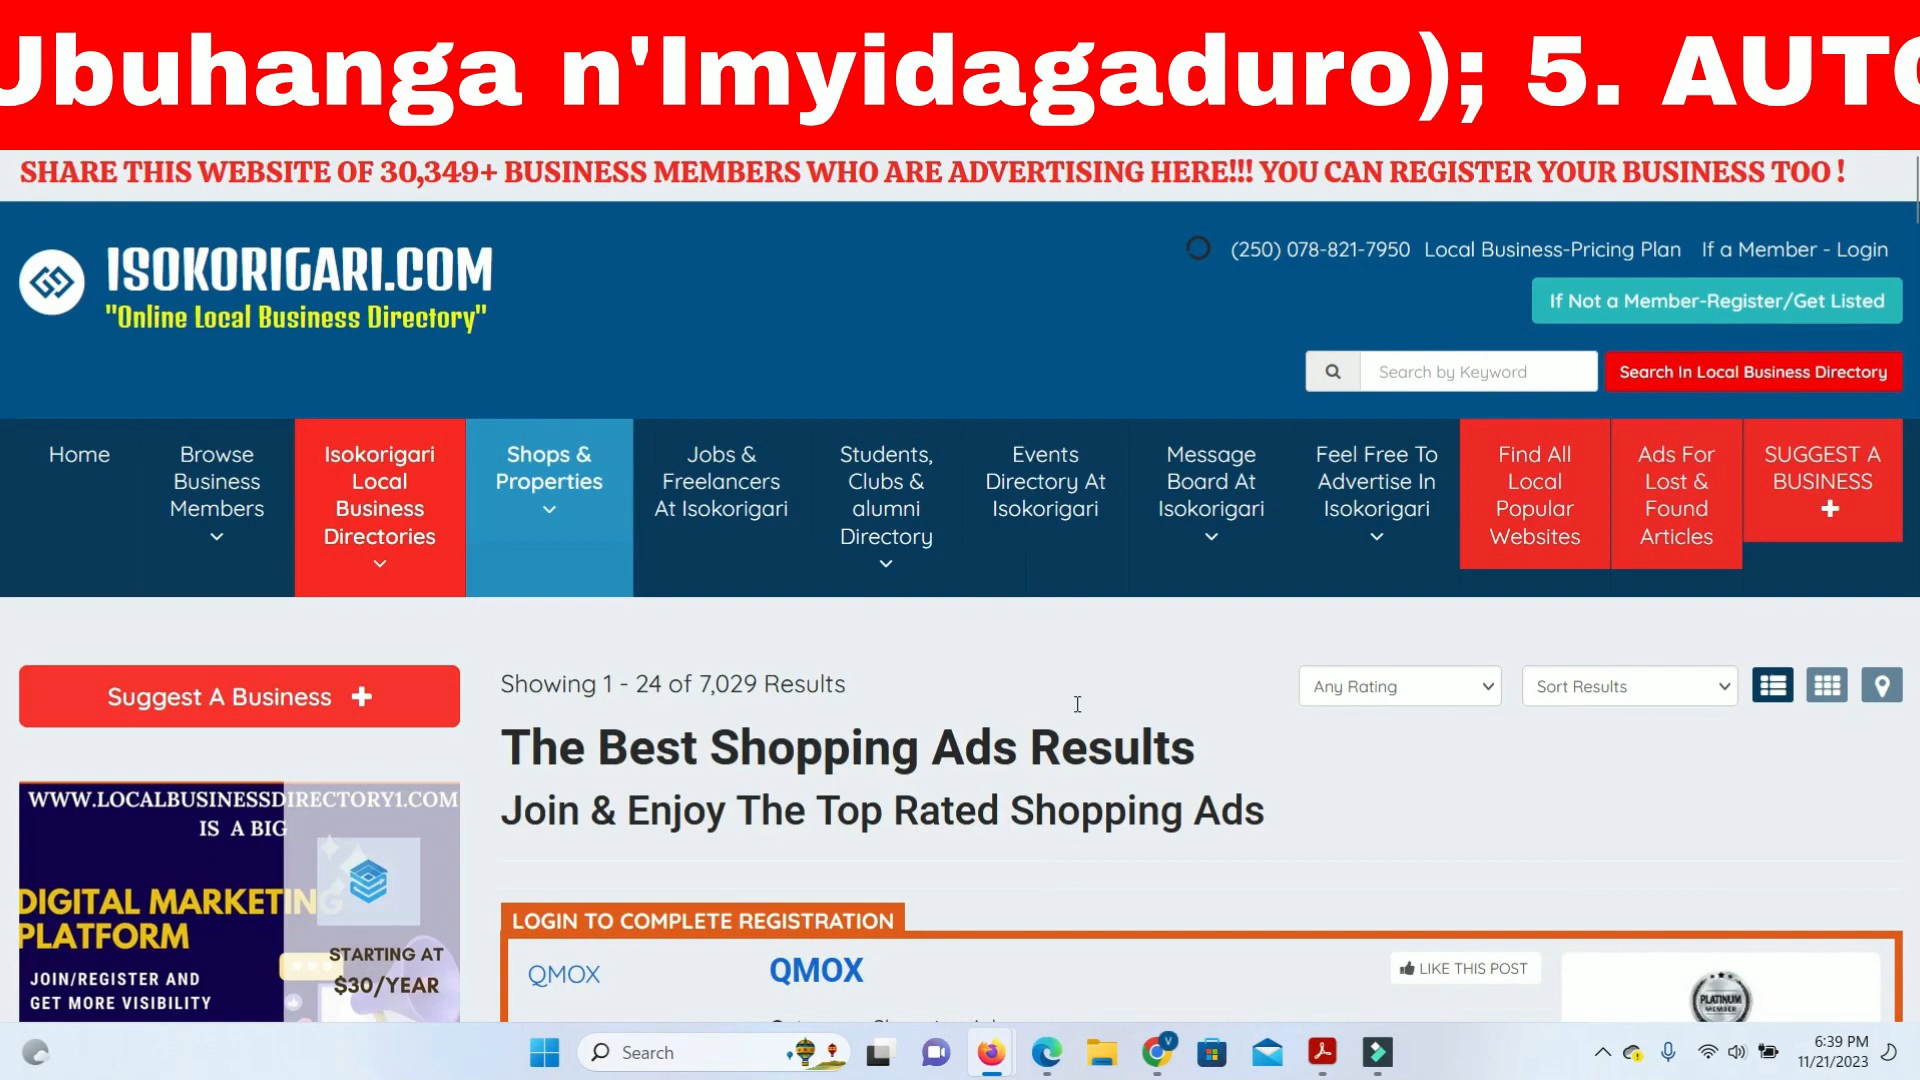 Ubuhanga n'Imyidagaduro); 5. AUTO
SHARE THIS WEBSITE OF 30,349+ BUSINESS MEMBERS WHO ARE ADVERTISING HERE!!! YOU CAN REGISTER YOUR BUSINESS TOO !
ISOKORIGARI.COM
"Online Local Business Directory"
(250) 078-821-7950 Local Business-Pricing Plan If a Member - Login
If Not a Member-Register/Get Listed
Search by Keyword
Search In Local Business Directory
Home
Browse
Business
Members
Isokorigari
Local
Business
Directories
Shops &
Properties
Jobs &
Freelancers
At Isokorigari
Students,
Clubs &
alumni
Directory
Events
Directory At
Isokorigari
Message
Board At
Isokorigari
Feel Free To
Advertise In
Isokorigari
Find All
Local
Popular
Websites
Ads For
Lost &
Found
Articles
SUGGEST A
BUSINESS
Suggest A Business
Showing 1 - 24 of 7,029 Results
Any Rating
Sort Results
The Best Shopping Ads Results
Join & Enjoy The Top Rated Shopping Ads
WWW.LOCALBUSINESSDIRECTORY1.COM
IS A BIG
DIGITAL MARKETING
PLATFORM
JOIN/REGISTER AND
GET MORE VISIBILITY
STARTING AT
$30/YEAR
LOGIN TO COMPLETE REGISTRATION
QMOX
QMOX
LIKE THIS POST
PLATINUM
MEMBER
Search
V
6:39 PM
11/21/2023